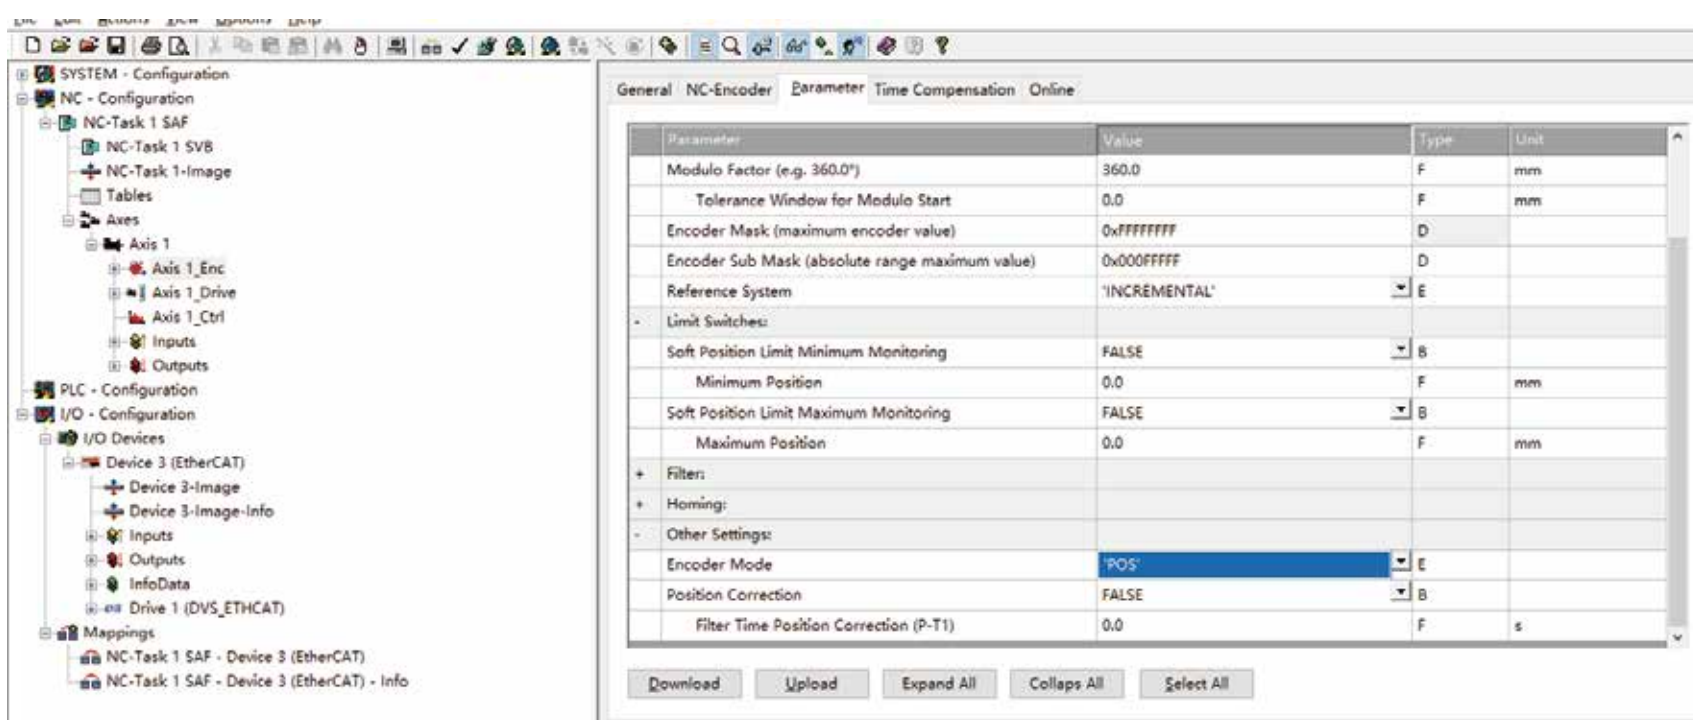 SYSTEM - Configuration
NC - Configuration
NC-Task 1 SAF
NC-Task 1 SVB
NC-Task 1-Image
Tables
Axes
Axis 1
Axis 1_Enc
Axis 1_Drive
Axis 1_Ctrl
Inputs
Outputs
PLC - Configuration
I/O - Configuration
I/O Devices
Device 3 (EtherCAT)
Device 3-Image
Device 3-Image-Info
Inputs
Outputs
InfoData
Drive 1 (DVS_ETHCAT)
Mappings
NC-Task 1 SAF - Device 3 (EtherCAT)
NC-Task 1 SAF - Device 3 (EtherCAT) - Info
General NC-Encoder Parameter Time Compensation Online
Parameter Value Type Unit
Modulo Factor (e.g. 360.0°) 360.0 F mm
Tolerance Window for Modulo Start 0.0 F mm
Encoder Mask (maximum encoder value) 0xFFFFFFFF D
Encoder Sub Mask (absolute range maximum value) 0x000FFFFF D
Reference System 'INCREMENTAL' E
- Limit Switches:
Soft Position Limit Minimum Monitoring FALSE B
Minimum Position 0.0 F mm
Soft Position Limit Maximum Monitoring FALSE B
Maximum Position 0.0 F mm
+ Filter:
+ Homing:
- Other Settings:
Encoder Mode 'POS' E
Position Correction FALSE B
Filter Time Position Correction (P-T1) 0.0 F s
Download Upload Expand All Collaps All Select All